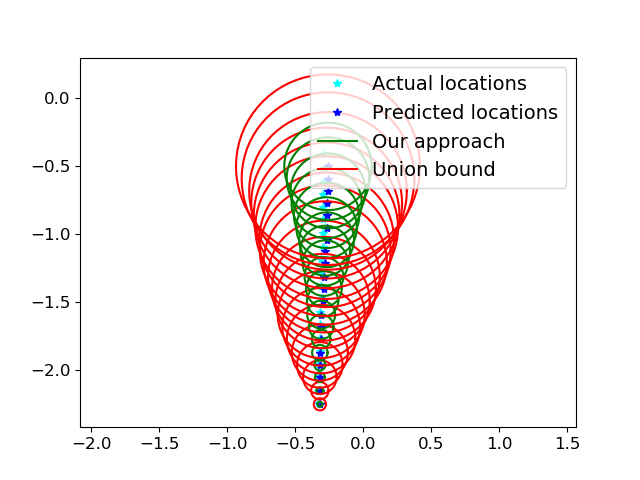 Actual locations
Predicted locations
Our approach
Union bound
0.0
−0.5
−1.0
−1.5
−2.0
−2.0 −1.5 −1.0 −0.5 0.0 0.5 1.0 1.5